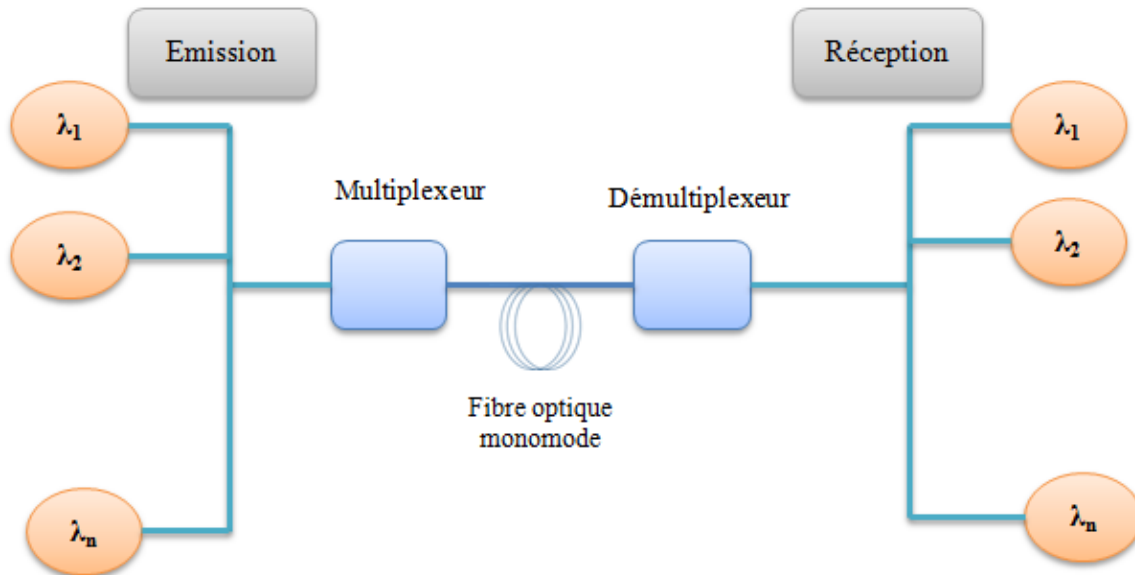 Emission
Réception
λ1
λ1
Multiplexeur
Démultiplexeur
λ2
λ2
Fibre optique
monomode
λn
λn